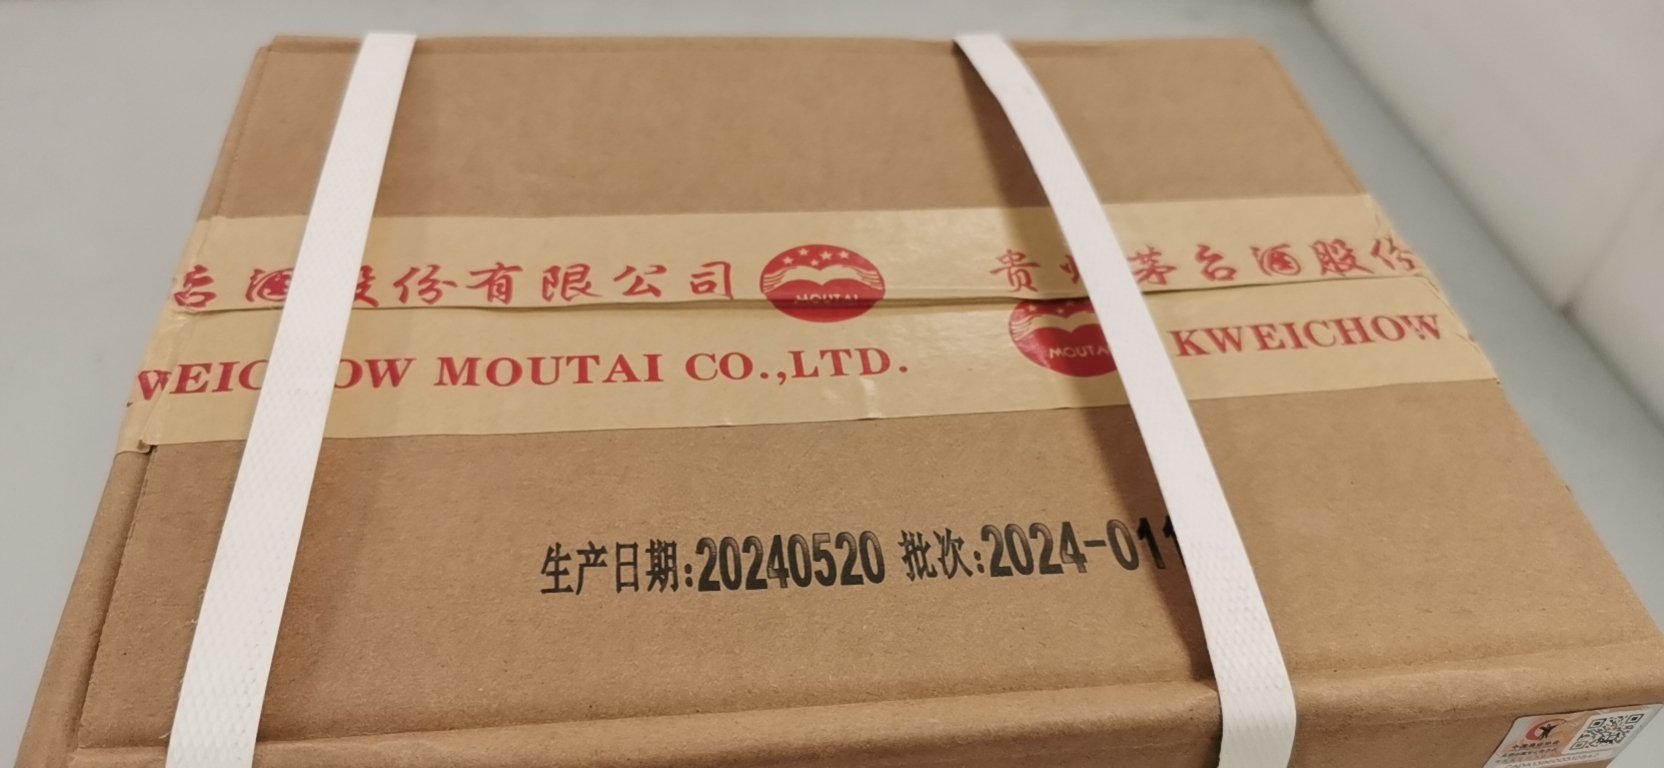 台酒股份有限公司 MOUTAI 贵州茅台酒股份
WEICHOW MOUTAI CO.,LTD. MOUTAI KWEICHOW
生产日期:20240520 批次:2024-011